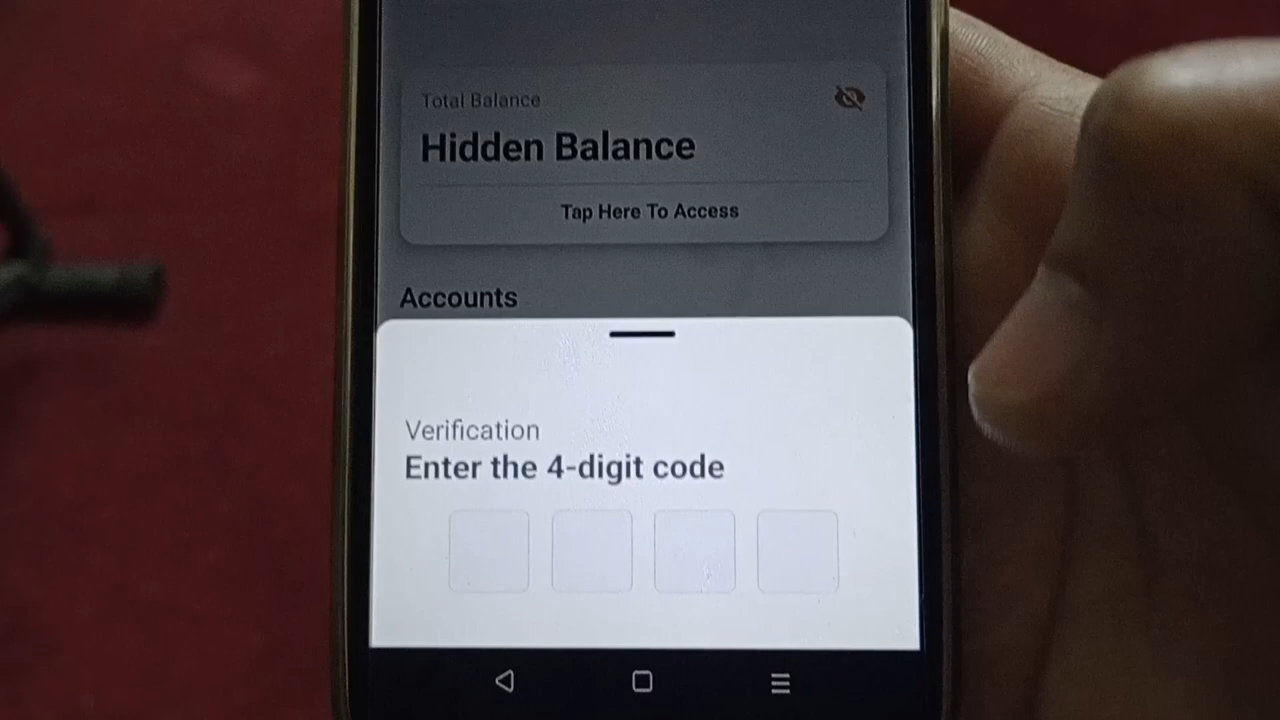 Total Balance
Hidden Balance
Tap Here To Access
Accounts
Verification
Enter the 4-digit code